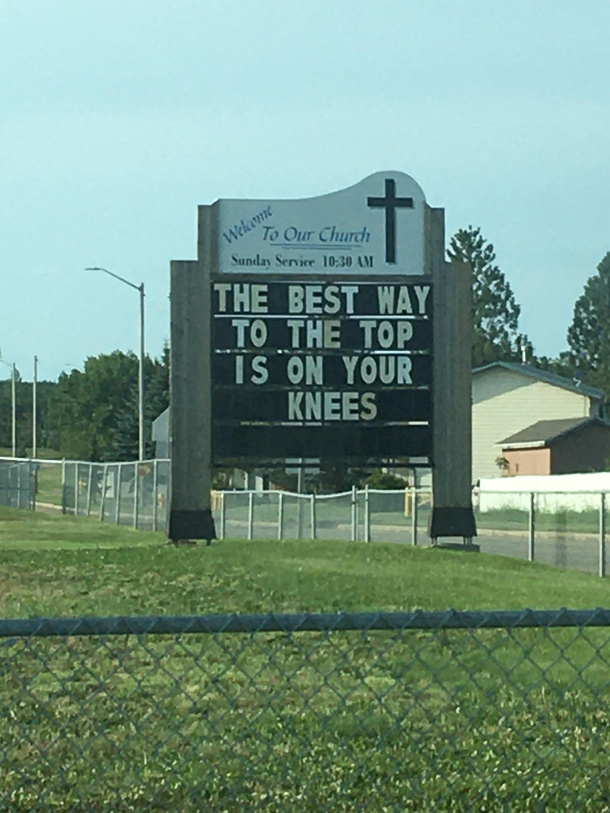 Welcome
To Our Church
Sunday Service 10:30 AM
THE BEST WAY
TO THE TOP
IS ON YOUR
KNEES